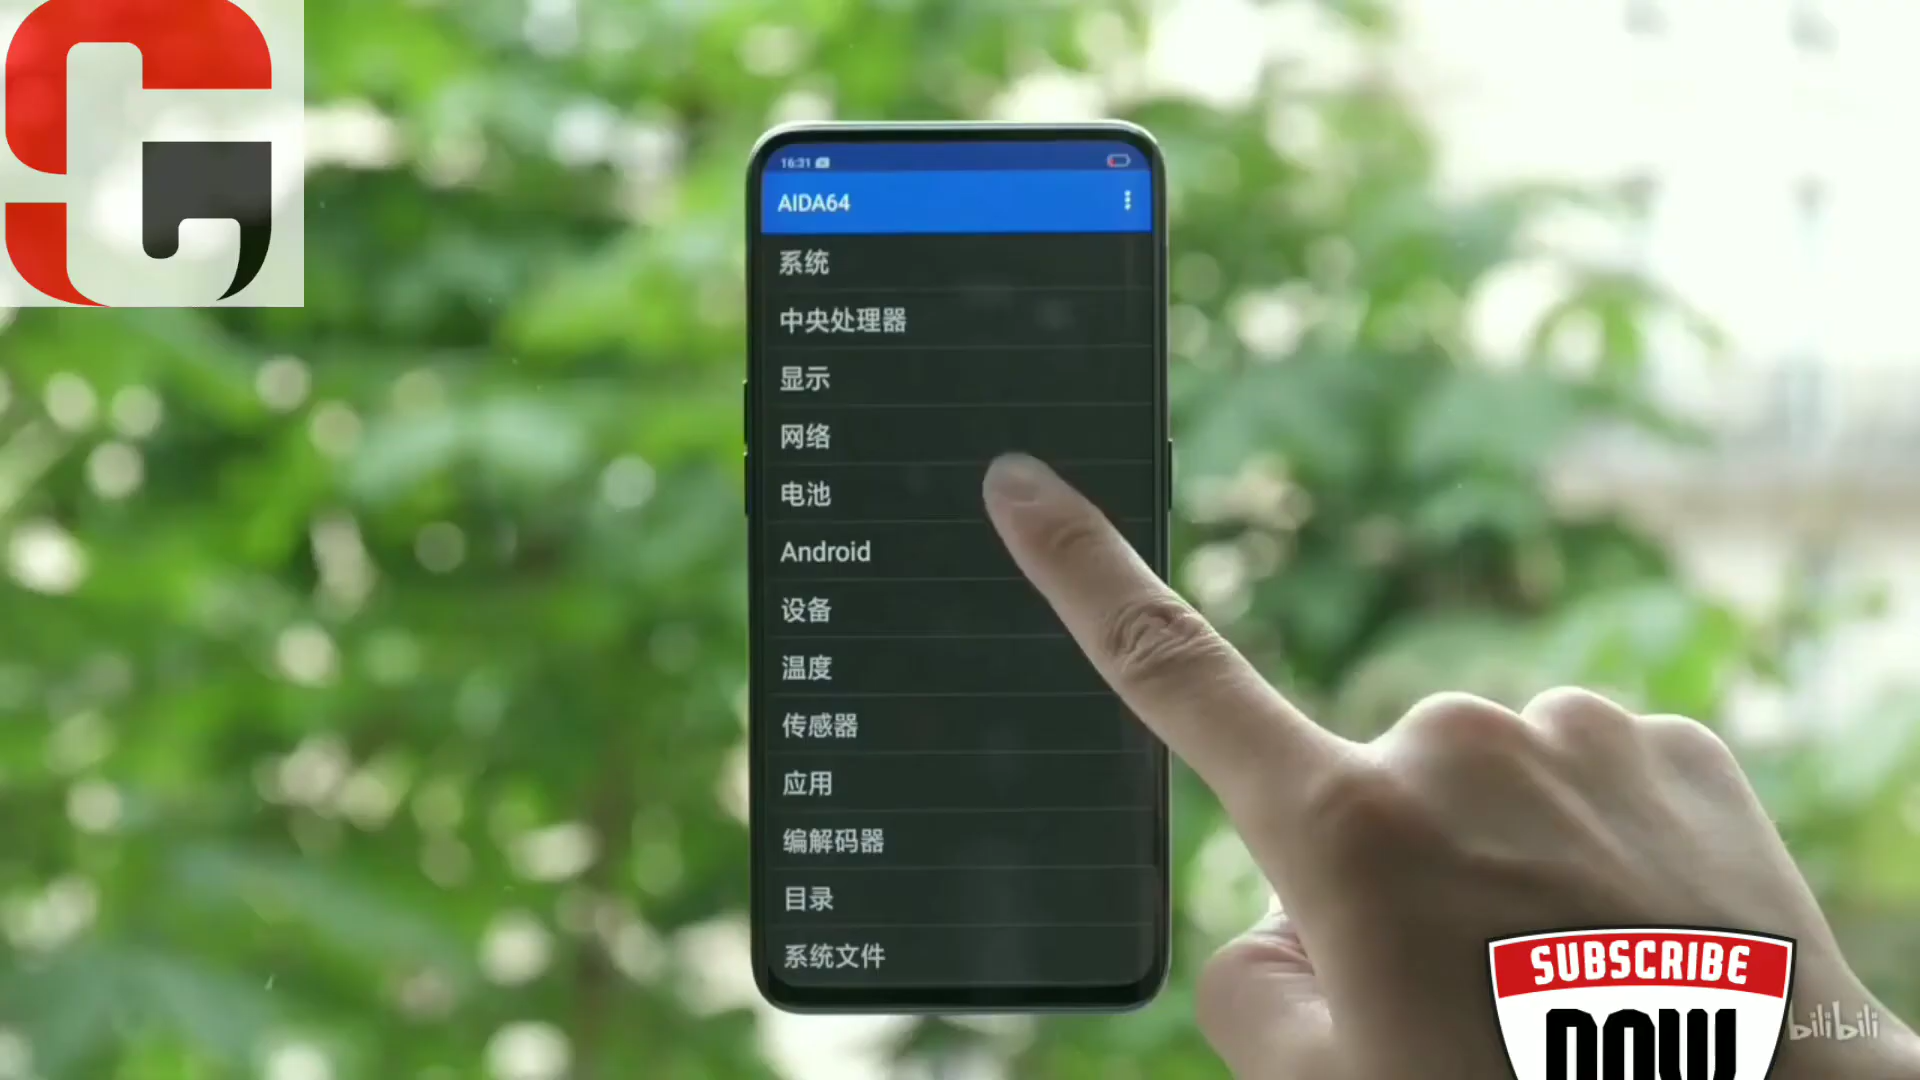 16:31
AIDA64
系统
中央处理器
显示
网络
电池
Android
设备
温度
传感器
应用
编解码器
目录
系统文件
SUBSCRIBE
NOW
bilibili